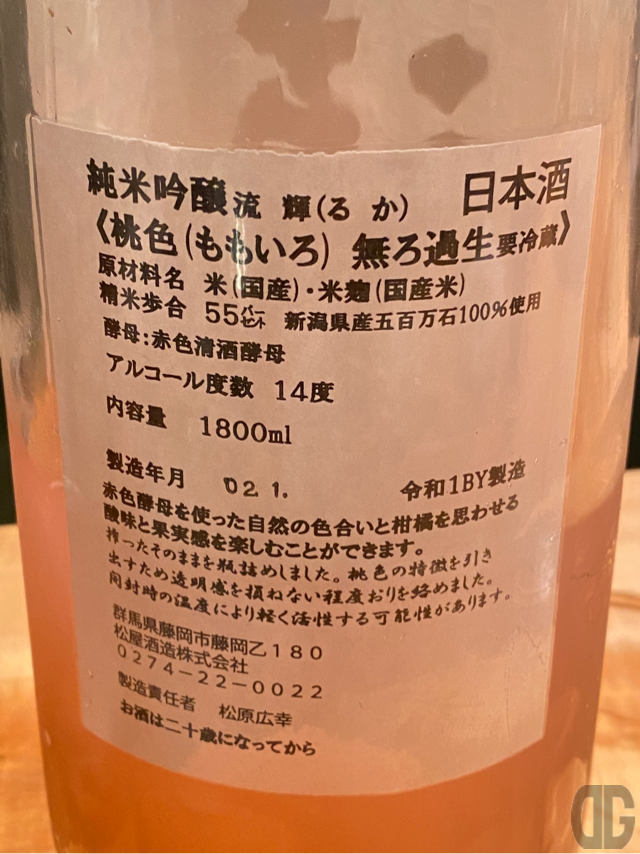 純米吟醸 流 輝(る か) 日本酒
《桃色(ももいろ) 無ろ過生要冷蔵》
原材料名 米(国産)・米麹(国産米)
精米歩合 55パーセント 新潟県産五百万石100%使用
酵母:赤色清酒酵母
アルコール度数 14度
内容量 1800ml
製造年月 02 1. 令和1BY製造
赤色酵母を使った自然の色合いと柑橘を思わせる
酸味と果実感を楽しむことができます。
搾ったそのままを瓶詰めしました。桃色の特徴を引き
出すため透明感を損ねない程度おりを絡めました。
開封時の温度により軽く活性する可能性があります。
群馬県藤岡市藤岡乙180
松屋酒造株式会社
0274-22-0022
製造責任者 松原広幸
お酒は二十歳になってから
DG